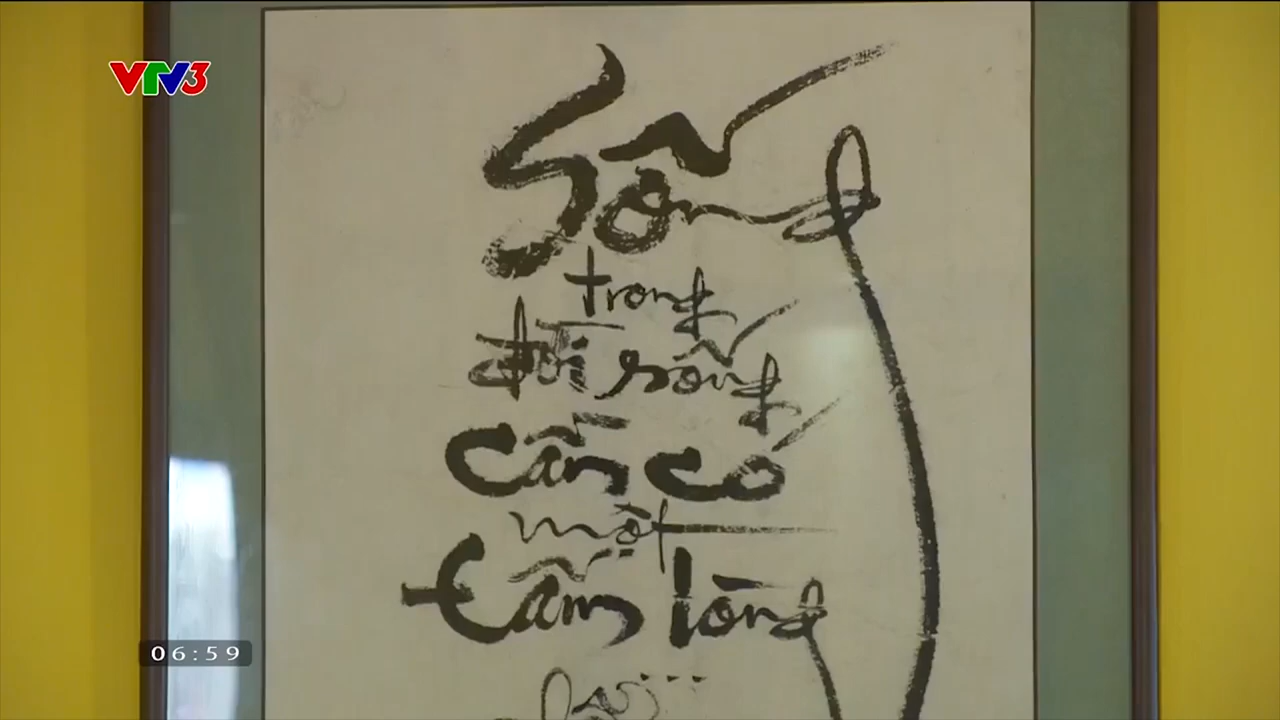 VTV3
Sống
trong
đời sống
cần có
một
tấm lòng
06:59